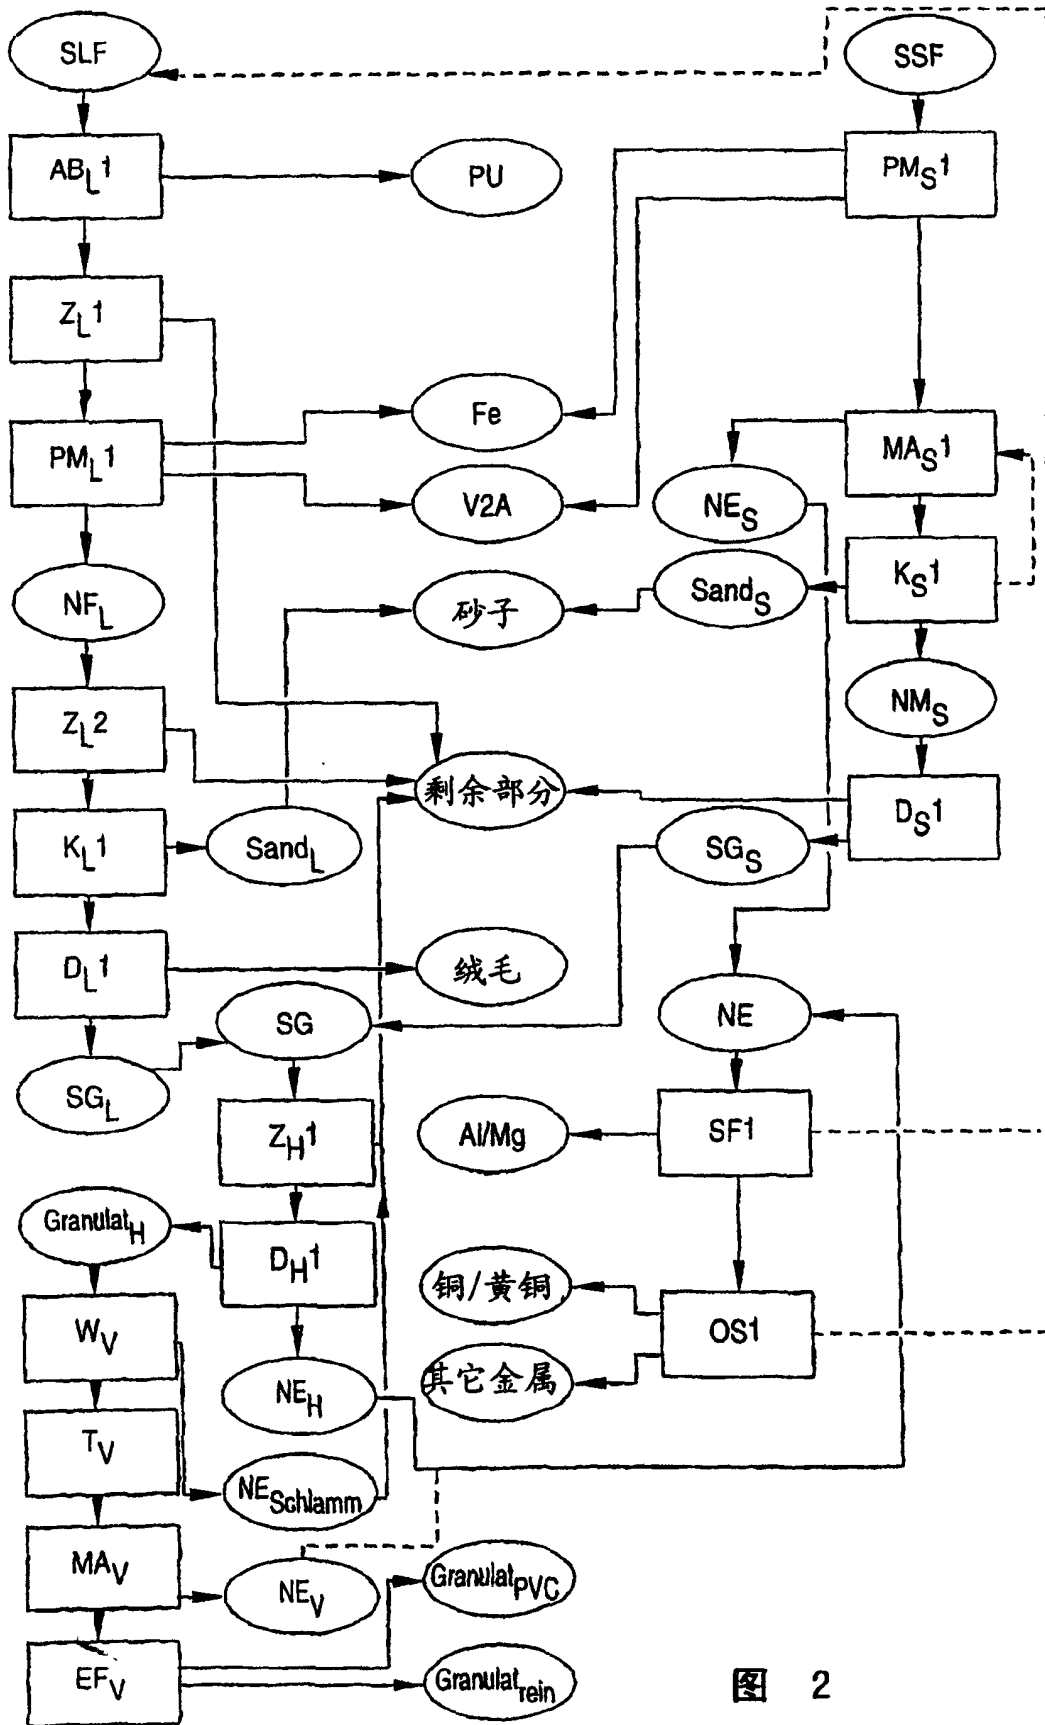 SLF
SSF
ABL1
PU
PMS1
ZL1
Fe
PML1
MAS1
V2A
NES
NFL
砂子
SandS
KS1
ZL2
NMS
剩余部分
KL1
SandL
SGS
DS1
DL1
绒毛
SG
NE
SGL
ZH1
Al/Mg
SF1
GranulatH
DH1
铜/黄铜
WV
OS1
NEH
其它金属
TV
NESchlamm
MAV
NEV
GranulatPVC
EFV
Granulatrein
图 2